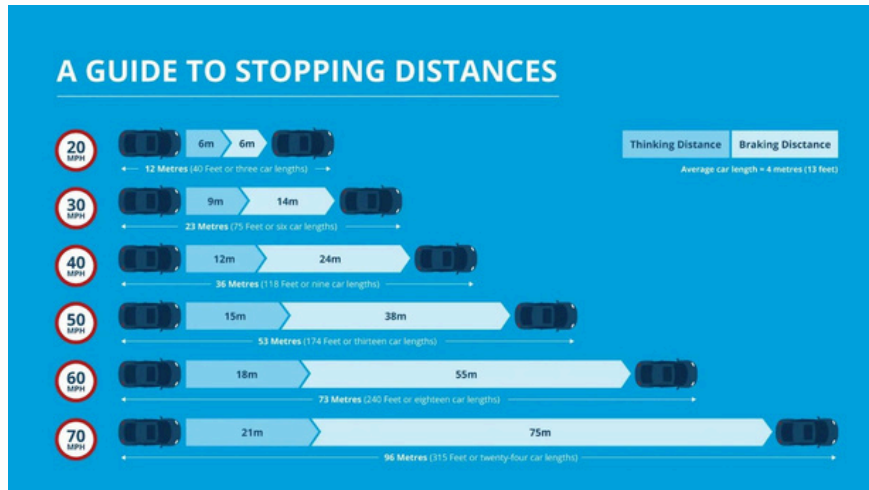 A GUIDE TO STOPPING DISTANCES
Thinking Distance Braking Disctance
Average car length = 4 metres (13 feet)
20
MPH
6m 6m
12 Metres (40 Feet or three car lengths)
30
MPH
9m 14m
23 Metres (75 Feet or six car lengths)
40
MPH
12m 24m
36 Metres (118 Feet or nine car lengths)
50
MPH
15m 38m
53 Metres (174 Feet or thirteen car lengths)
60
MPH
18m 55m
73 Metres (240 Feet or eighteen car lengths)
70
MPH
21m 75m
96 Metres (315 Feet or twenty-four car lengths)